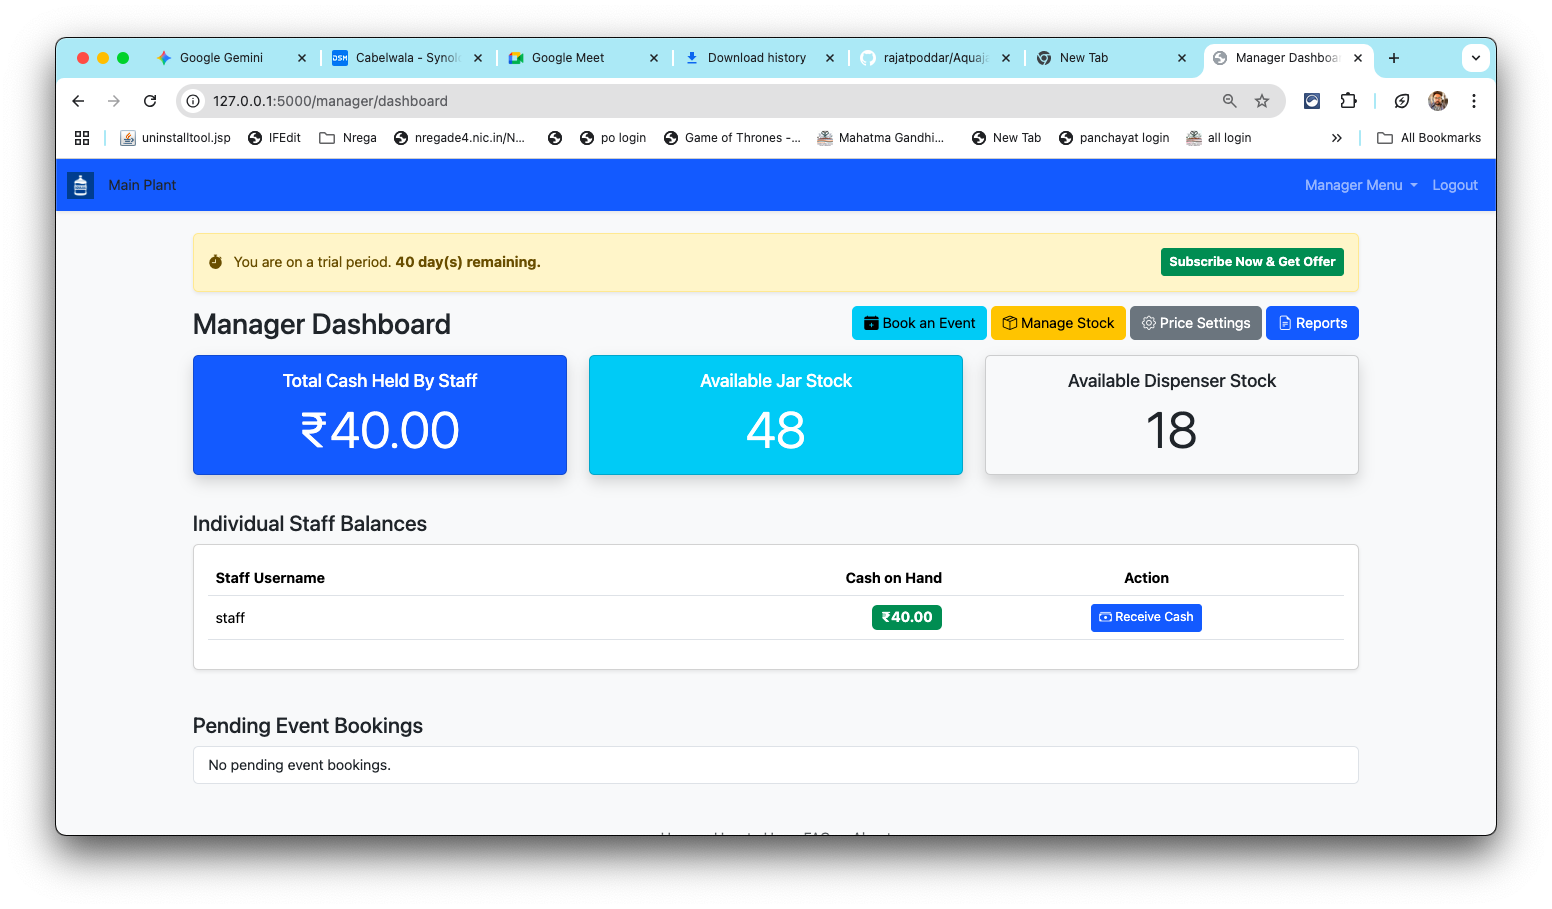 Google Gemini
DSM Cabelwala - Synol
Google Meet
Download history
rajatpoddar/Aquaja
New Tab
Manager Dashboa
127.0.0.1:5000/manager/dashboard
uninstalltool.jsp
IFEdit
Nrega
nregade4.nic.in/N...
po login
Game of Thrones -...
Mahatma Gandhi...
New Tab
panchayat login
all login
All Bookmarks
Main Plant
Manager Menu
Logout
You are on a trial period. 40 day(s) remaining.
Subscribe Now & Get Offer
Manager Dashboard
Book an Event
Manage Stock
Price Settings
Reports
Total Cash Held By Staff
₹40.00
Available Jar Stock
48
Available Dispenser Stock
18
Individual Staff Balances
Staff Username Cash on Hand Action
staff ₹40.00 Receive Cash
Pending Event Bookings
No pending event bookings.